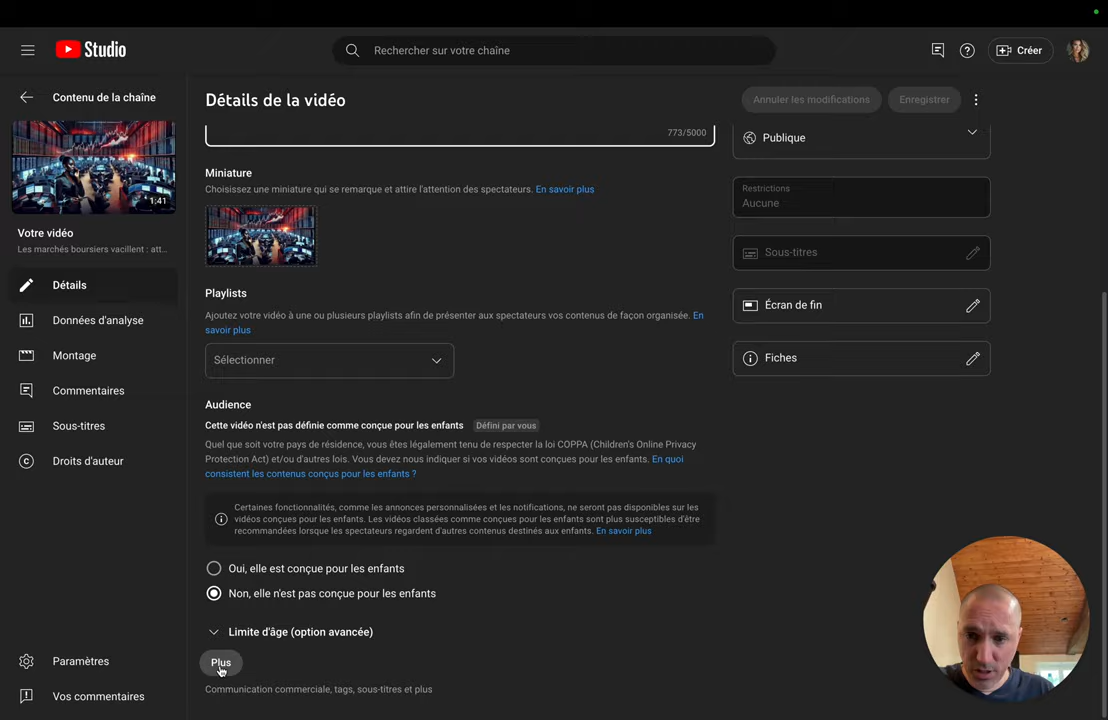 Studio
Rechercher sur votre chaîne
Créer
Contenu de la chaîne
1:41
Votre vidéo
Les marchés boursiers vacillent : att...
Détails
Données d'analyse
Montage
Commentaires
Sous-titres
Droits d'auteur
Paramètres
Vos commentaires
Détails de la vidéo
Annuler les modifications
Enregistrer
773/5000
Miniature
Choisissez une miniature qui se remarque et attire l'attention des spectateurs. En savoir plus
Playlists
Ajoutez votre vidéo à une ou plusieurs playlists afin de présenter aux spectateurs vos contenus de façon organisée. En
savoir plus
Sélectionner
Audience
Cette vidéo n'est pas définie comme conçue pour les enfants Défini par vous
Quel que soit votre pays de résidence, vous êtes légalement tenu de respecter la loi COPPA (Children's Online Privacy
Protection Act) et/ou d'autres lois. Vous devez nous indiquer si vos vidéos sont conçues pour les enfants. En quoi
consistent les contenus conçus pour les enfants ?
Certaines fonctionnalités, comme les annonces personnalisées et les notifications, ne seront pas disponibles sur les
vidéos conçues pour les enfants. Les vidéos classées comme conçues pour les enfants sont plus susceptibles d'être
recommandées lorsque les spectateurs regardent d'autres contenus destinés aux enfants. En savoir plus
Oui, elle est conçue pour les enfants
Non, elle n'est pas conçue pour les enfants
Limite d'âge (option avancée)
Plus
Communication commerciale, tags, sous-titres et plus
Publique
Restrictions
Aucune
Sous-titres
Écran de fin
Fiches